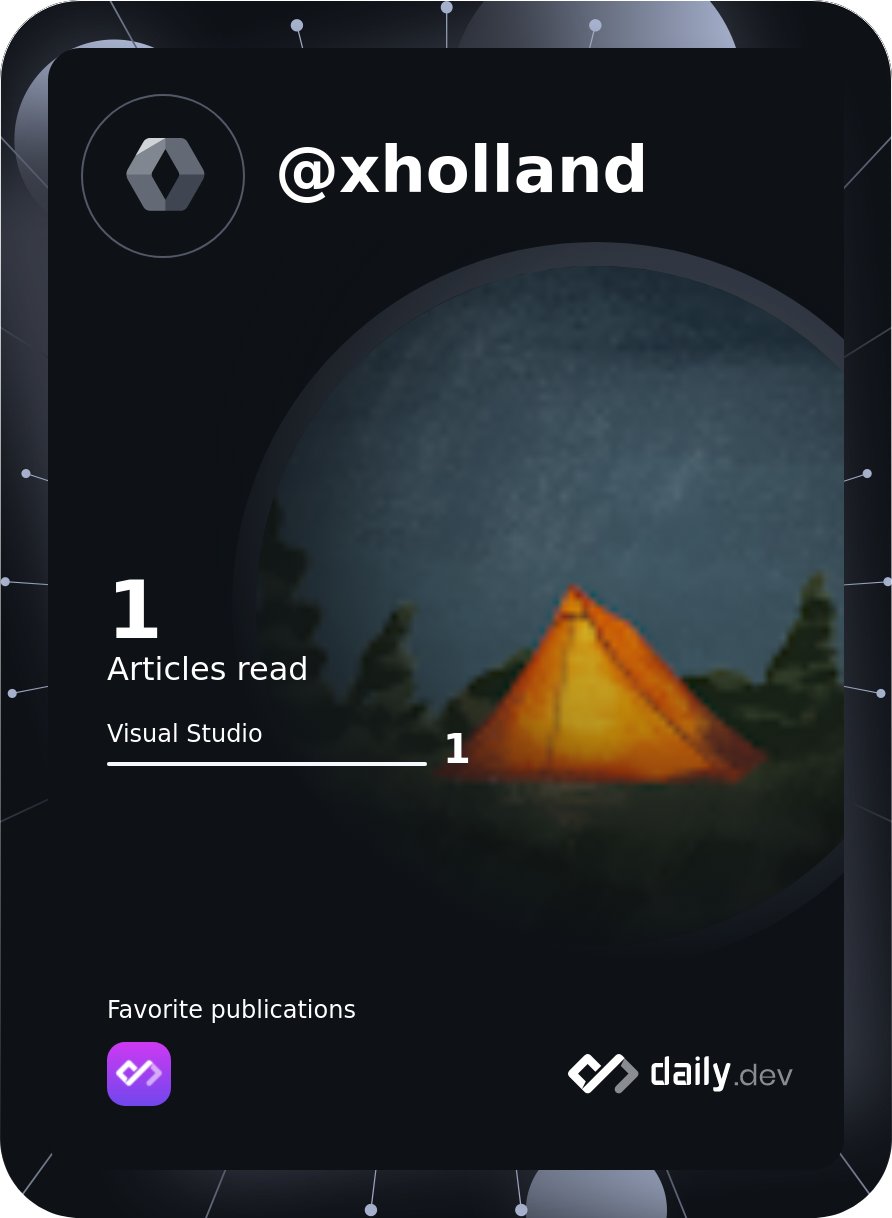 @xholland
1
Articles read
Visual Studio
1
Favorite publications
daily.dev